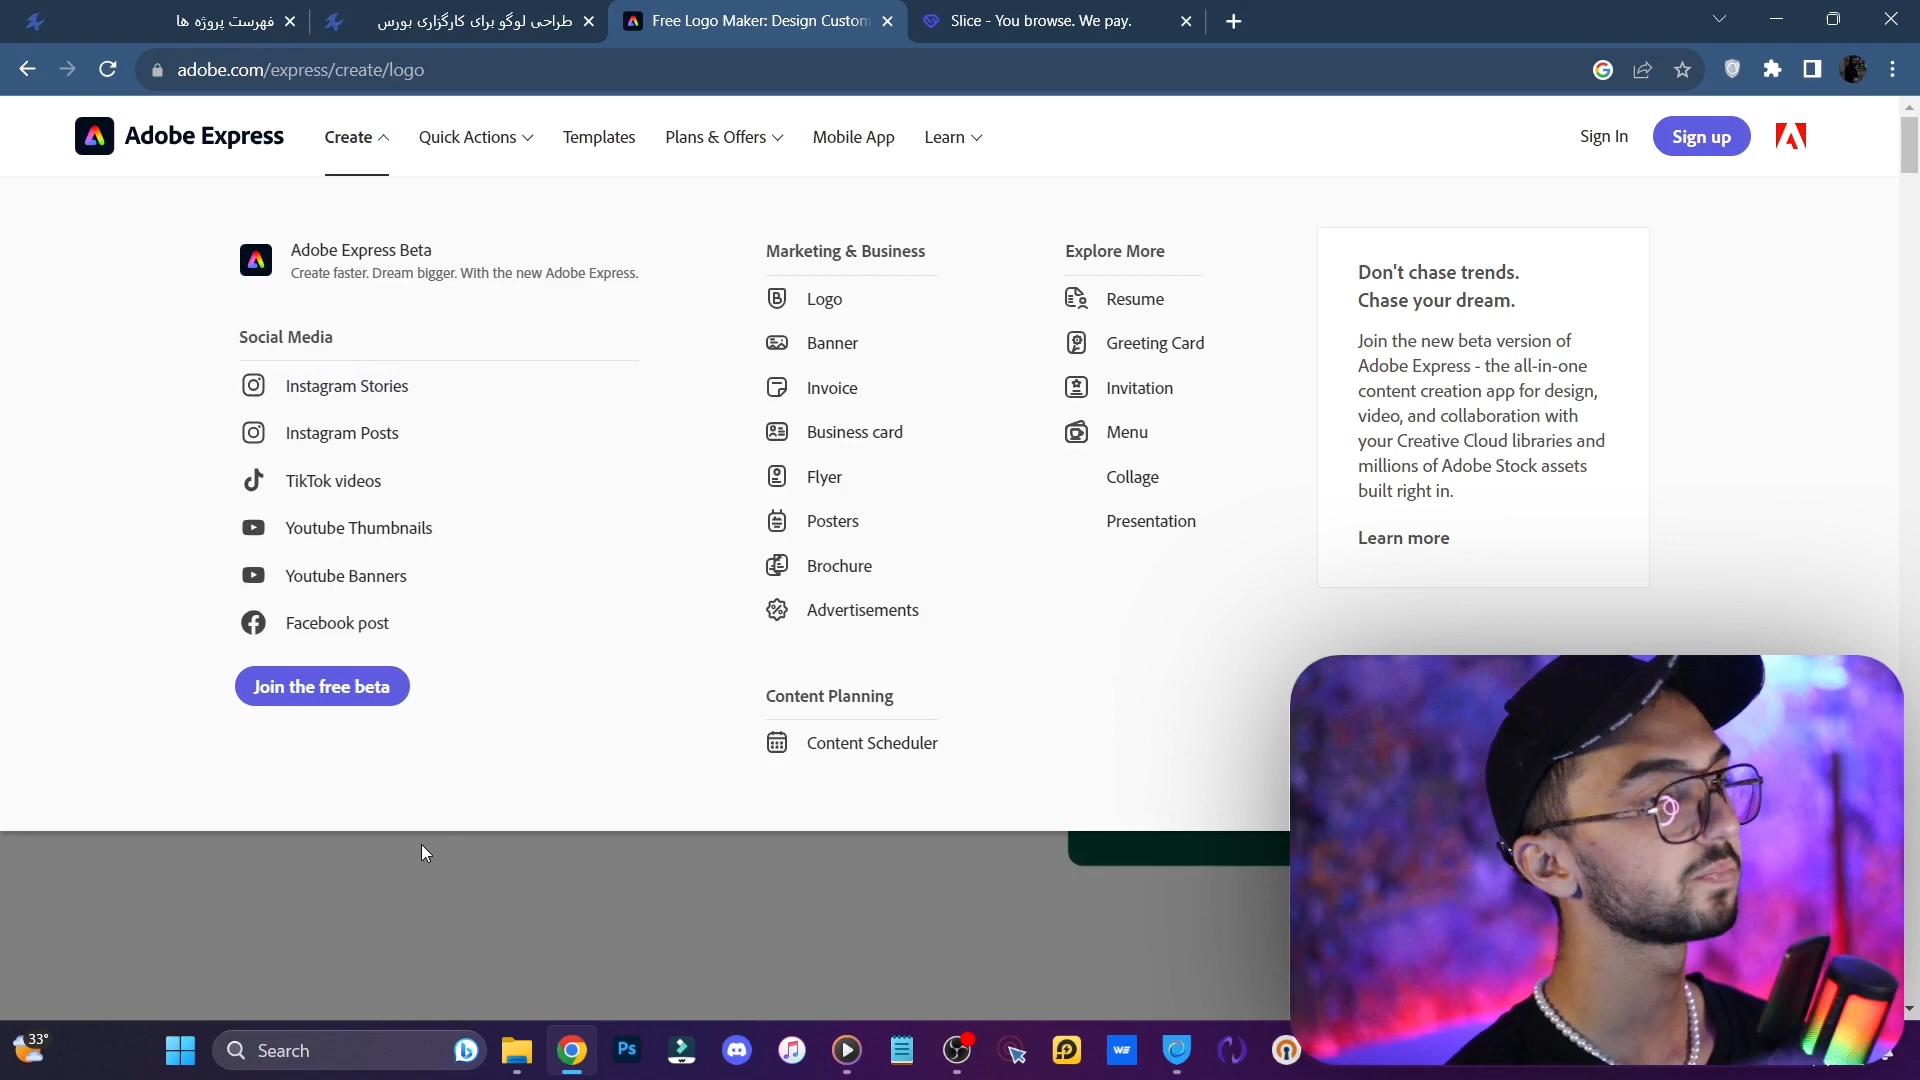 فهرست پروژه ها
طراحی لوگو برای کارگزاری بورس
Free Logo Maker: Design Custom
Slice - You browse. We pay.
adobe.com/express/create/logo
Adobe Express
Create
Quick Actions
Templates
Plans & Offers
Mobile App
Learn
Sign In
Sign up
Adobe Express Beta
Create faster. Dream bigger. With the new Adobe Express.
Social Media
Instagram Stories
Instagram Posts
TikTok videos
Youtube Thumbnails
Youtube Banners
Facebook post
Join the free beta
Marketing & Business
Logo
Banner
Invoice
Business card
Flyer
Posters
Brochure
Advertisements
Content Planning
Content Scheduler
Explore More
Resume
Greeting Card
Invitation
Menu
Collage
Presentation
Don't chase trends.
Chase your dream.
Join the new beta version of
Adobe Express - the all-in-one
content creation app for design,
video, and collaboration with
your Creative Cloud libraries and
millions of Adobe Stock assets
built right in.
Learn more
33°
Search
Ps
WE